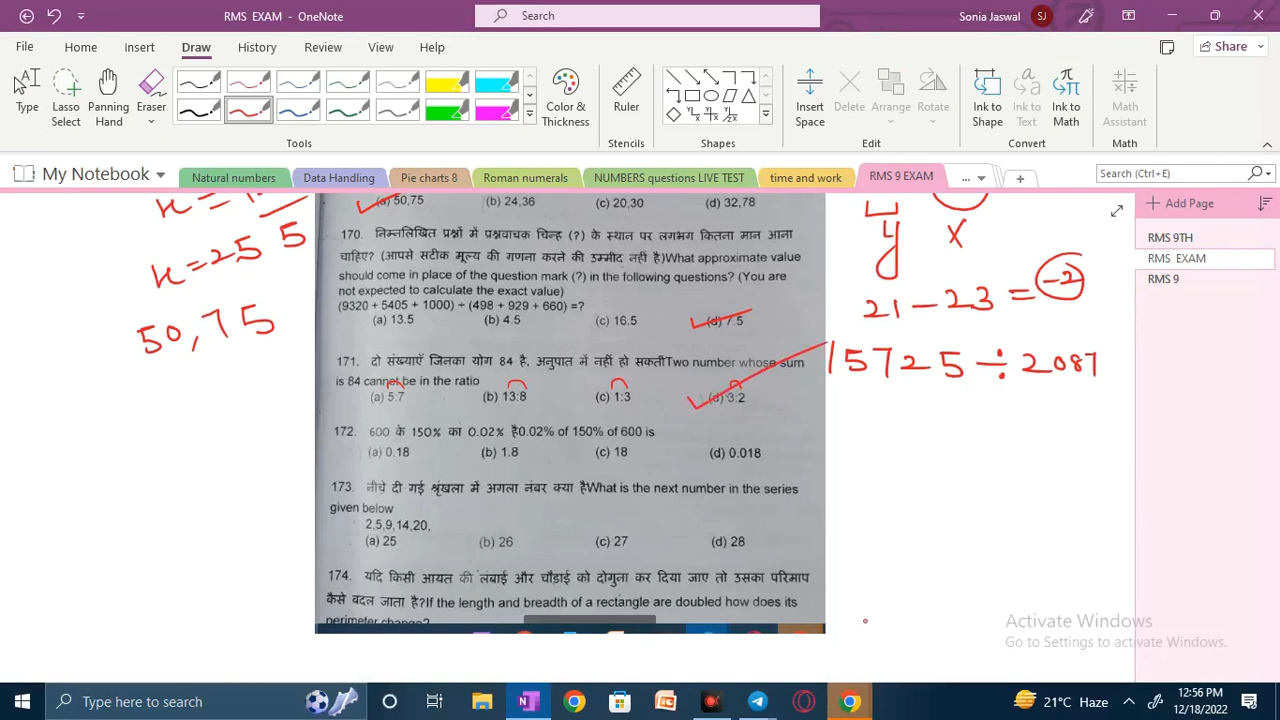 RMS EXAM - OneNote
Search
Sonia Jaswal
SJ
File
Home
Insert
Draw
History
Review
View
Help
Share
Type
Lasso Select
Panning Hand
Eraser
Color & Thickness
Ruler
Insert Space
Delete
Arrange
Rotate
Ink to Shape
Ink to Text
Ink to Math
Math Assistant
Tools
Stencils
Shapes
Edit
Convert
Math
My Notebook
Natural numbers
Data Handling
Pie charts 8
Roman numerals
NUMBERS questions LIVE TEST
time and work
RMS 9 EXAM
...
Search (Ctrl+E)
Add Page
RMS 9TH
RMS EXAM
RMS 9
x = 25
5
50,75
(a) 50,75 (b) 24,36 (c) 20,30 (d) 32,78
170. निम्नलिखित प्रश्नों में प्रश्नवाचक चिन्ह (?) के स्थान पर लगभग कितना मान आना
चाहिए? (आपसे सटीक मूल्य की गणना करने की उम्मीद नहीं है)What approximate value
should come in place of the question mark (?) in the following questions? (You are
not expected to calculate the exact value)
(9320 + 5405 + 1000) ÷ (498 + 929 + 660) =?
(a) 13.5 (b) 4.5 (c) 16.5 (d) 7.5
171. दो संख्याएँ जिनका योग 84 है, अनुपात में नहीं हो सकतीTwo number whose sum
is 84 cannot be in the ratio
(a) 5:7 (b) 13:8 (c) 1:3 (d) 3:2
172. 600 के 150% का 0.02% है0.02% of 150% of 600 is
(a) 0.18 (b) 1.8 (c) 18 (d) 0.018
173. नीचे दी गई श्रृंखला में अगला नंबर क्या हैWhat is the next number in the series
given below
2,5,9,14,20,
(a) 25 (b) 26 (c) 27 (d) 28
174. यदि किसी आयत की लंबाई और चौड़ाई को दोगुना कर दिया जाए तो उसका परिमाप
कैसे बदल जाता है?If the length and breadth of a rectangle are doubled how does its
perimeter change?
y x
21 - 23 = -2
15725 ÷ 2087
Activate Windows
Go to Settings to activate Windows.
Type here to search
21°C Haze
12:56 PM
12/18/2022